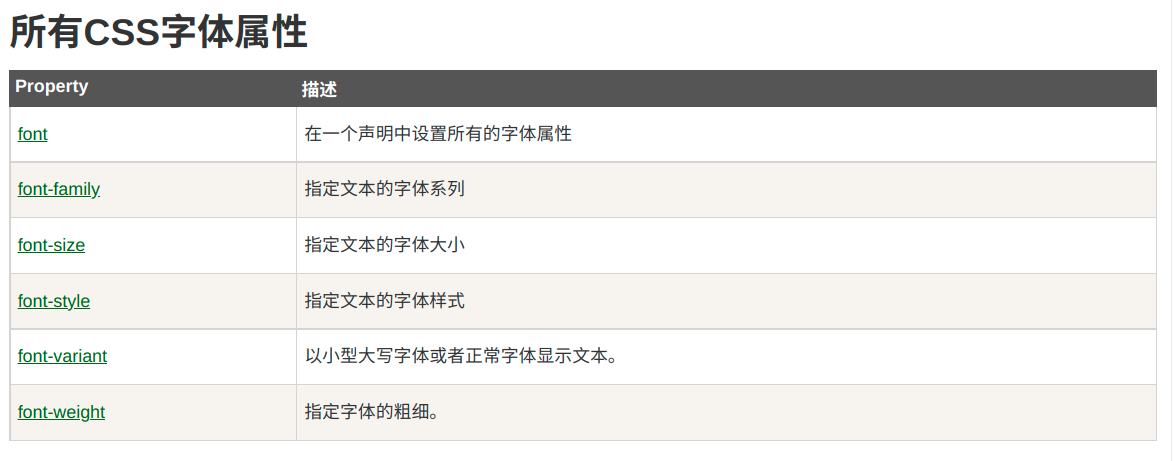 所有CSS字体属性
Property 描述
font 在一个声明中设置所有的字体属性
font-family 指定文本的字体系列
font-size 指定文本的字体大小
font-style 指定文本的字体样式
font-variant 以小型大写字体或者正常字体显示文本。
font-weight 指定字体的粗细。